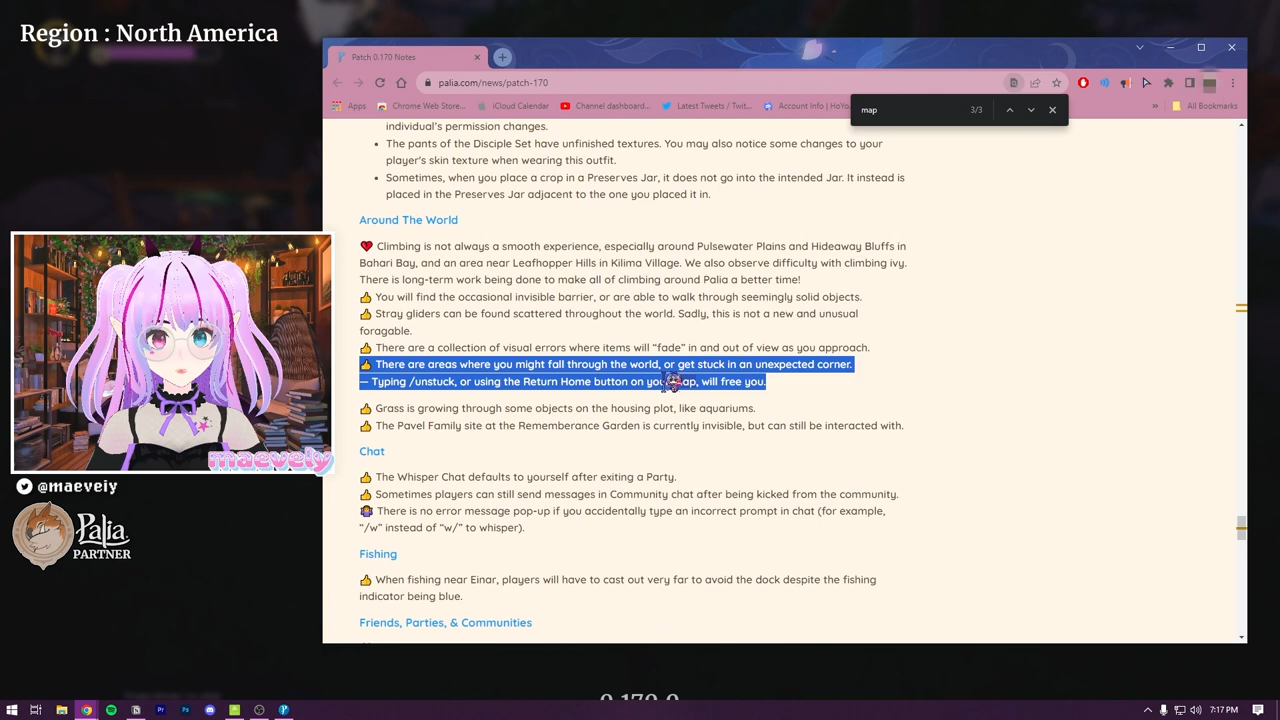 Region : North America
Patch 0.170 Notes
palia.com/news/patch-170
Apps
Chrome Web Store...
iCloud Calendar
Channel dashboard...
Latest Tweets / Twit...
Account Info | HoYo
All Bookmarks
map
3/3
individual's permission changes.
• The pants of the Disciple Set have unfinished textures. You may also notice some changes to your
player's skin texture when wearing this outfit.
• Sometimes, when you place a crop in a Preserves Jar, it does not go into the intended Jar. It instead is
placed in the Preserves Jar adjacent to the one you placed it in.
Around The World
Climbing is not always a smooth experience, especially around Pulsewater Plains and Hideaway Bluffs in
Bahari Bay, and an area near Leafhopper Hills in Kilima Village. We also observe difficulty with climbing ivy.
There is long-term work being done to make all of climbing around Palia a better time!
👍 You will find the occasional invisible barrier, or are able to walk through seemingly solid objects.
👍 Stray gliders can be found scattered throughout the world. Sadly, this is not a new and unusual
foragable.
👍 There are a collection of visual errors where items will “fade” in and out of view as you approach.
👍 There are areas where you might fall through the world, or get stuck in an unexpected corner.
— Typing /unstuck, or using the Return Home button on you ap, will free you.
👍 Grass is growing through some objects on the housing plot, like aquariums.
👍 The Pavel Family site at the Rememberance Garden is currently invisible, but can still be interacted with.
Chat
👍 The Whisper Chat defaults to yourself after exiting a Party.
👍 Sometimes players can still send messages in Community chat after being kicked from the community.
There is no error message pop-up if you accidentally type an incorrect prompt in chat (for example,
“/w” instead of “w/” to whisper).
Fishing
👍 When fishing near Einar, players will have to cast out very far to avoid the dock despite the fishing
indicator being blue.
Friends, Parties, & Communities
maevely
@maeveiy
Palia
PARTNER
0.170.0
7:17 PM